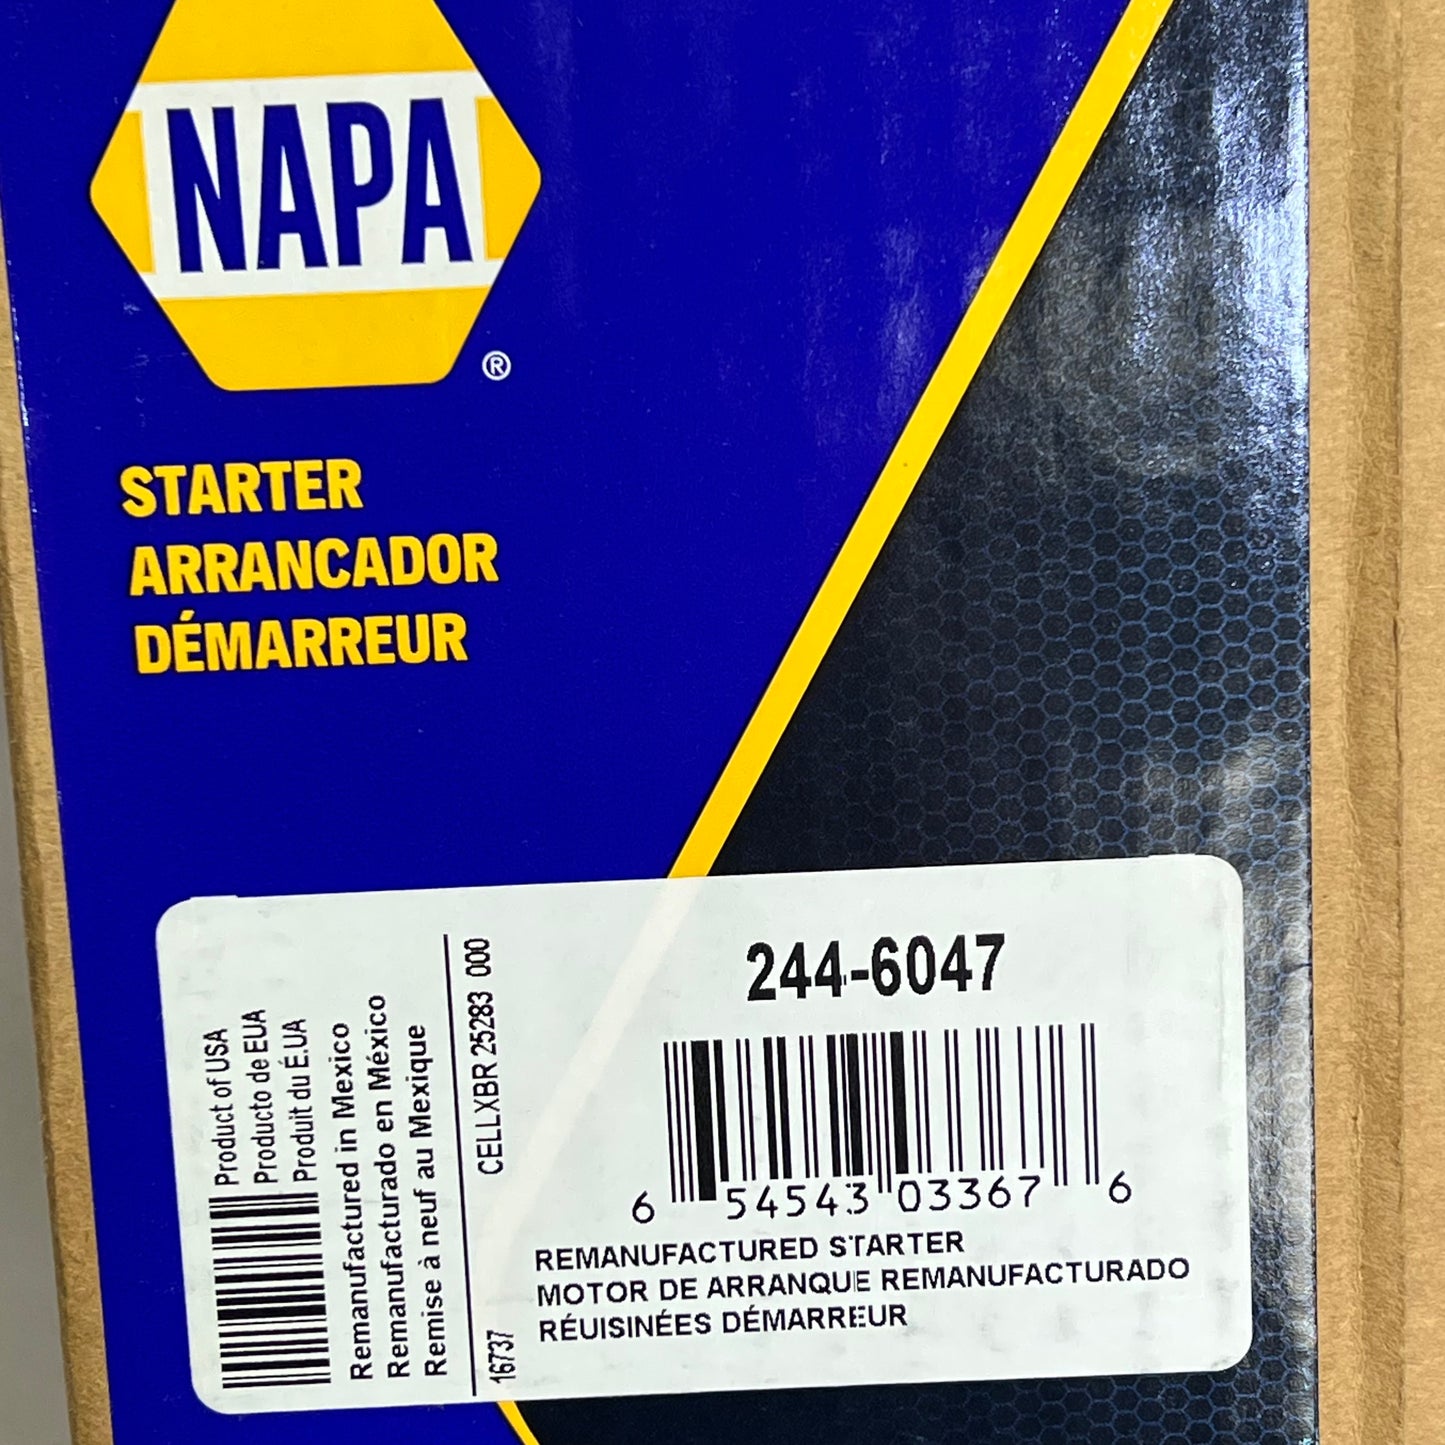 NAPA
®
STARTER
ARRANCADOR
DÉMARREUR
Product of USA
Producto de EUA
Produit du É.UA
Remanufactured in Mexico
Remanufacturado en México
Remise à neuf au Mexique
16737 CELLXBR 25283 000
244-6047
6 54543 03367 6
REMANUFACTURED STARTER
MOTOR DE ARRANQUE REMANUFACTURADO
RÉUISINÉES DÉMARREUR